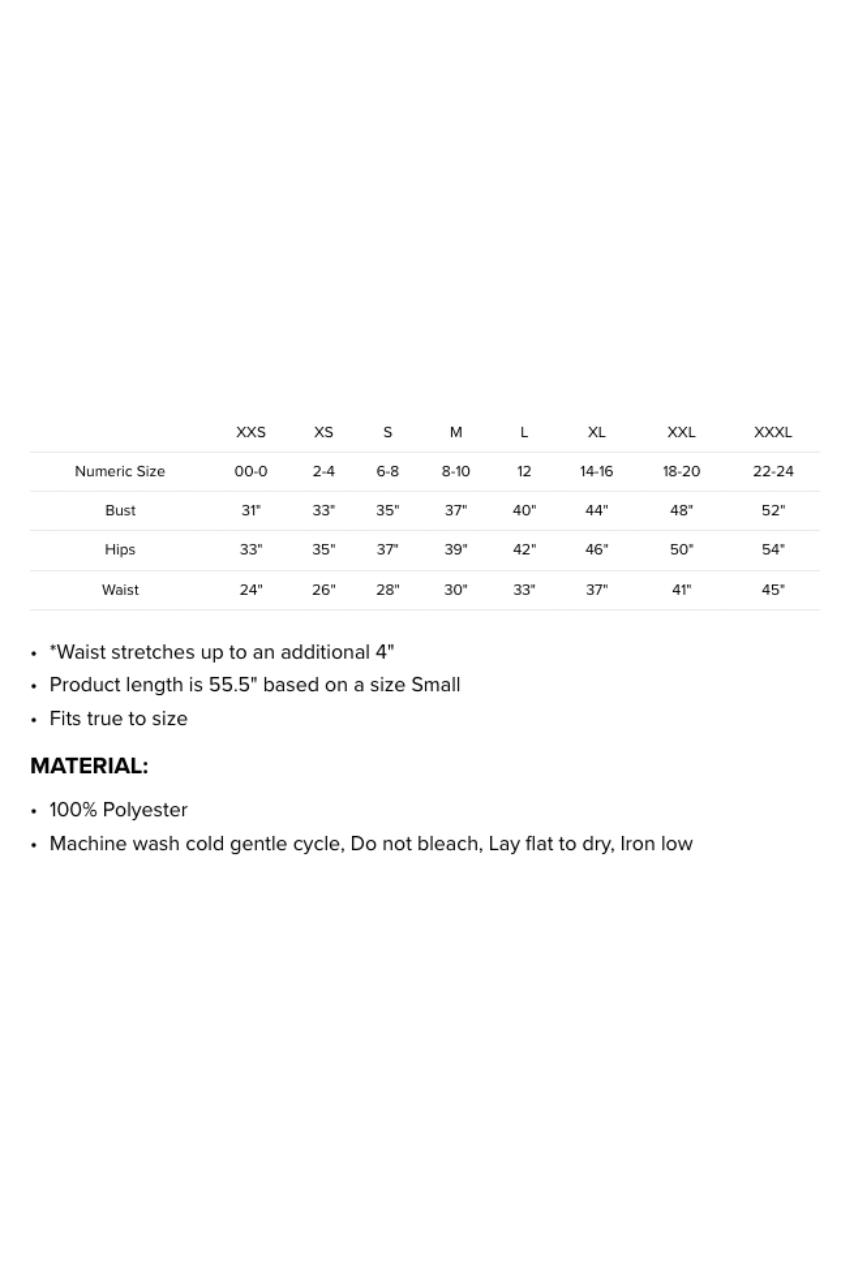 XXS XS S M L XL XXL XXXL
Numeric Size 00-0 2-4 6-8 8-10 12 14-16 18-20 22-24
Bust 31" 33" 35" 37" 40" 44" 48" 52"
Hips 33" 35" 37" 39" 42" 46" 50" 54"
Waist 24" 26" 28" 30" 33" 37" 41" 45"
• *Waist stretches up to an additional 4"
• Product length is 55.5" based on a size Small
• Fits true to size
MATERIAL:
• 100% Polyester
• Machine wash cold gentle cycle, Do not bleach, Lay flat to dry, Iron low